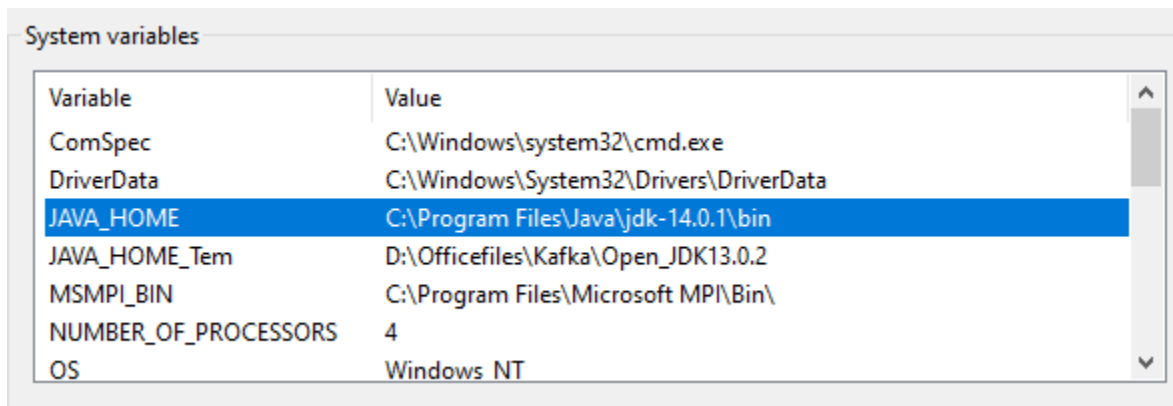 System variables
Variable Value
ComSpec C:\Windows\system32\cmd.exe
DriverData C:\Windows\System32\Drivers\DriverData
JAVA_HOME C:\Program Files\Java\jdk-14.0.1\bin
JAVA_HOME_Tem D:\Officefiles\Kafka\Open_JDK13.0.2
MSMPI_BIN C:\Program Files\Microsoft MPI\Bin\
NUMBER_OF_PROCESSORS 4
OS Windows_NT